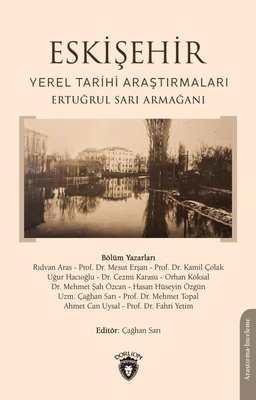 ESKİŞEHİR
YEREL TARİHİ ARAŞTIRMALARI
ERTUĞRUL SARI ARMAĞANI
Bölüm Yazarları
Rıdvan Aras - Prof. Dr. Mesut Erşan - Prof. Dr. Kamil Çolak
Uğur Hacıoğlu - Dr. Cezmi Karasu - Orhan Köksal
Dr. Mehmet Şah Özcan - Hasan Hüseyin Özgün
Uzm. Çağhan Sarı - Prof. Dr. Mehmet Topal
Ahmet Can Uysal - Prof. Dr. Fahri Yetim
Editör: Çağhan Sarı
DORLION
Araştırma-İnceleme